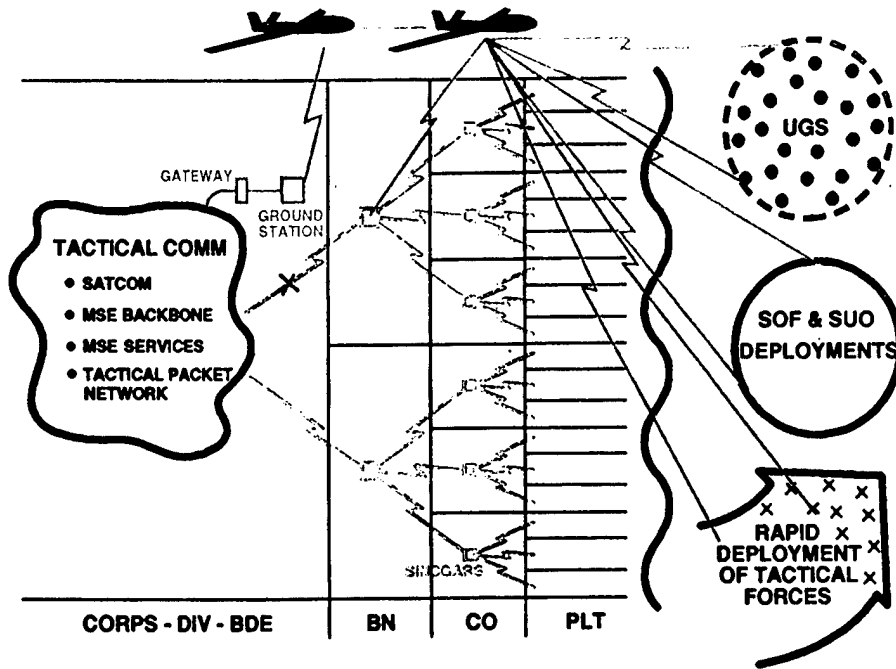 UGS
GATEWAY
GROUND
STATION
TACTICAL COMM
• SATCOM
• MSE BACKBONE
• MSE SERVICES
• TACTICAL PACKET
NETWORK
SOF & SUO
DEPLOYMENTS
RAPID
DEPLOYMENT
OF TACTICAL
FORCES
SINCGARS
CORPS - DIV - BDE
BN
CO
PLT